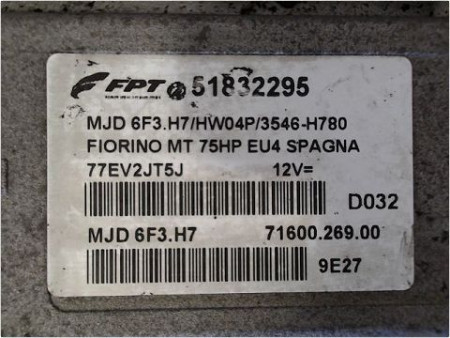 FPT 51832295
MJD 6F3.H7/HW04P/3546-H780
FIORINO MT 75HP EU4 SPAGNA
77EV2JT5J 12V=
D032
MJD 6F3.H7 71600.269.00
9E27